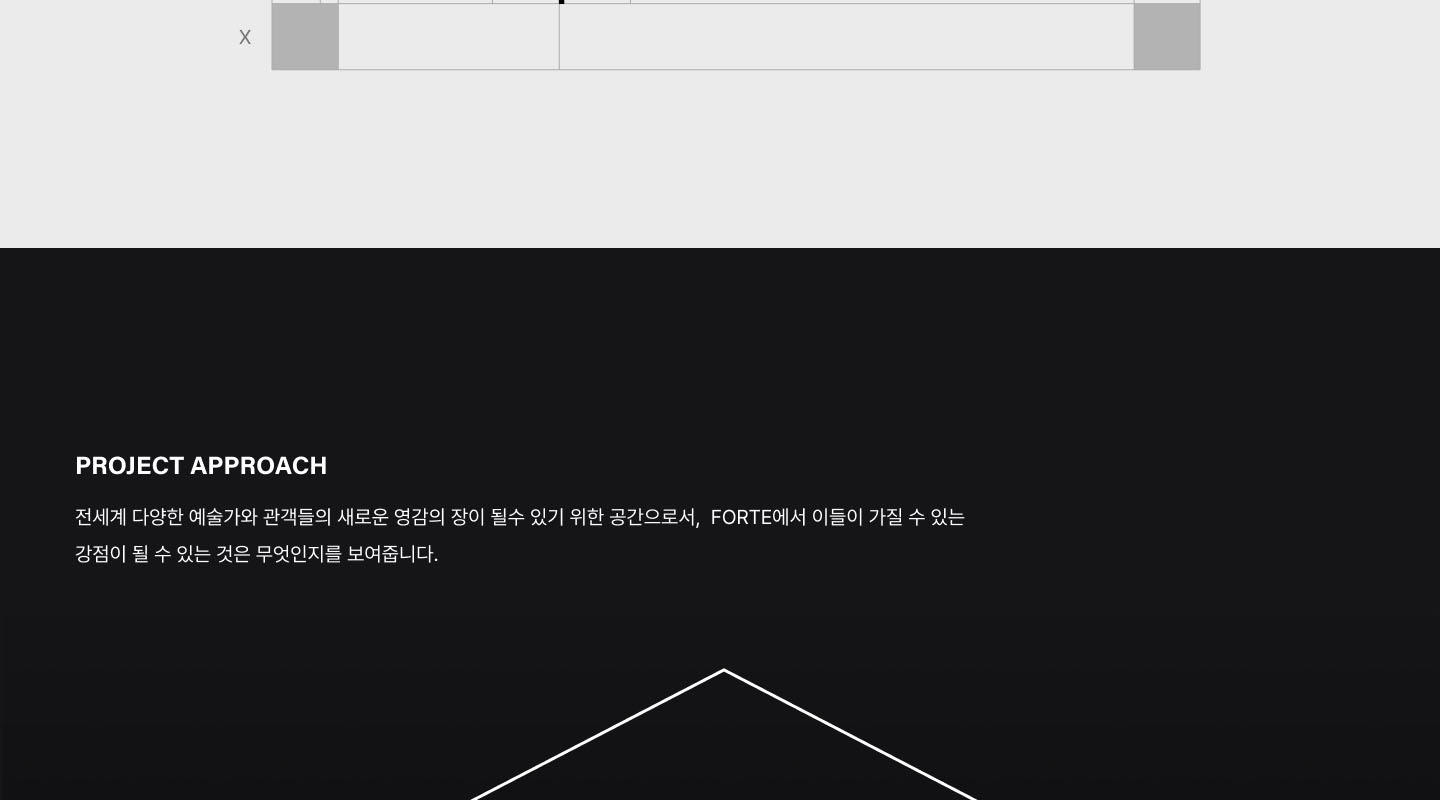 X
PROJECT APPROACH
전세계 다양한 예술가와 관객들의 새로운 영감의 장이 될수 있기 위한 공간으로서,  FORTE에서 이들이 가질 수 있는
강점이 될 수 있는 것은 무엇인지를 보여줍니다.